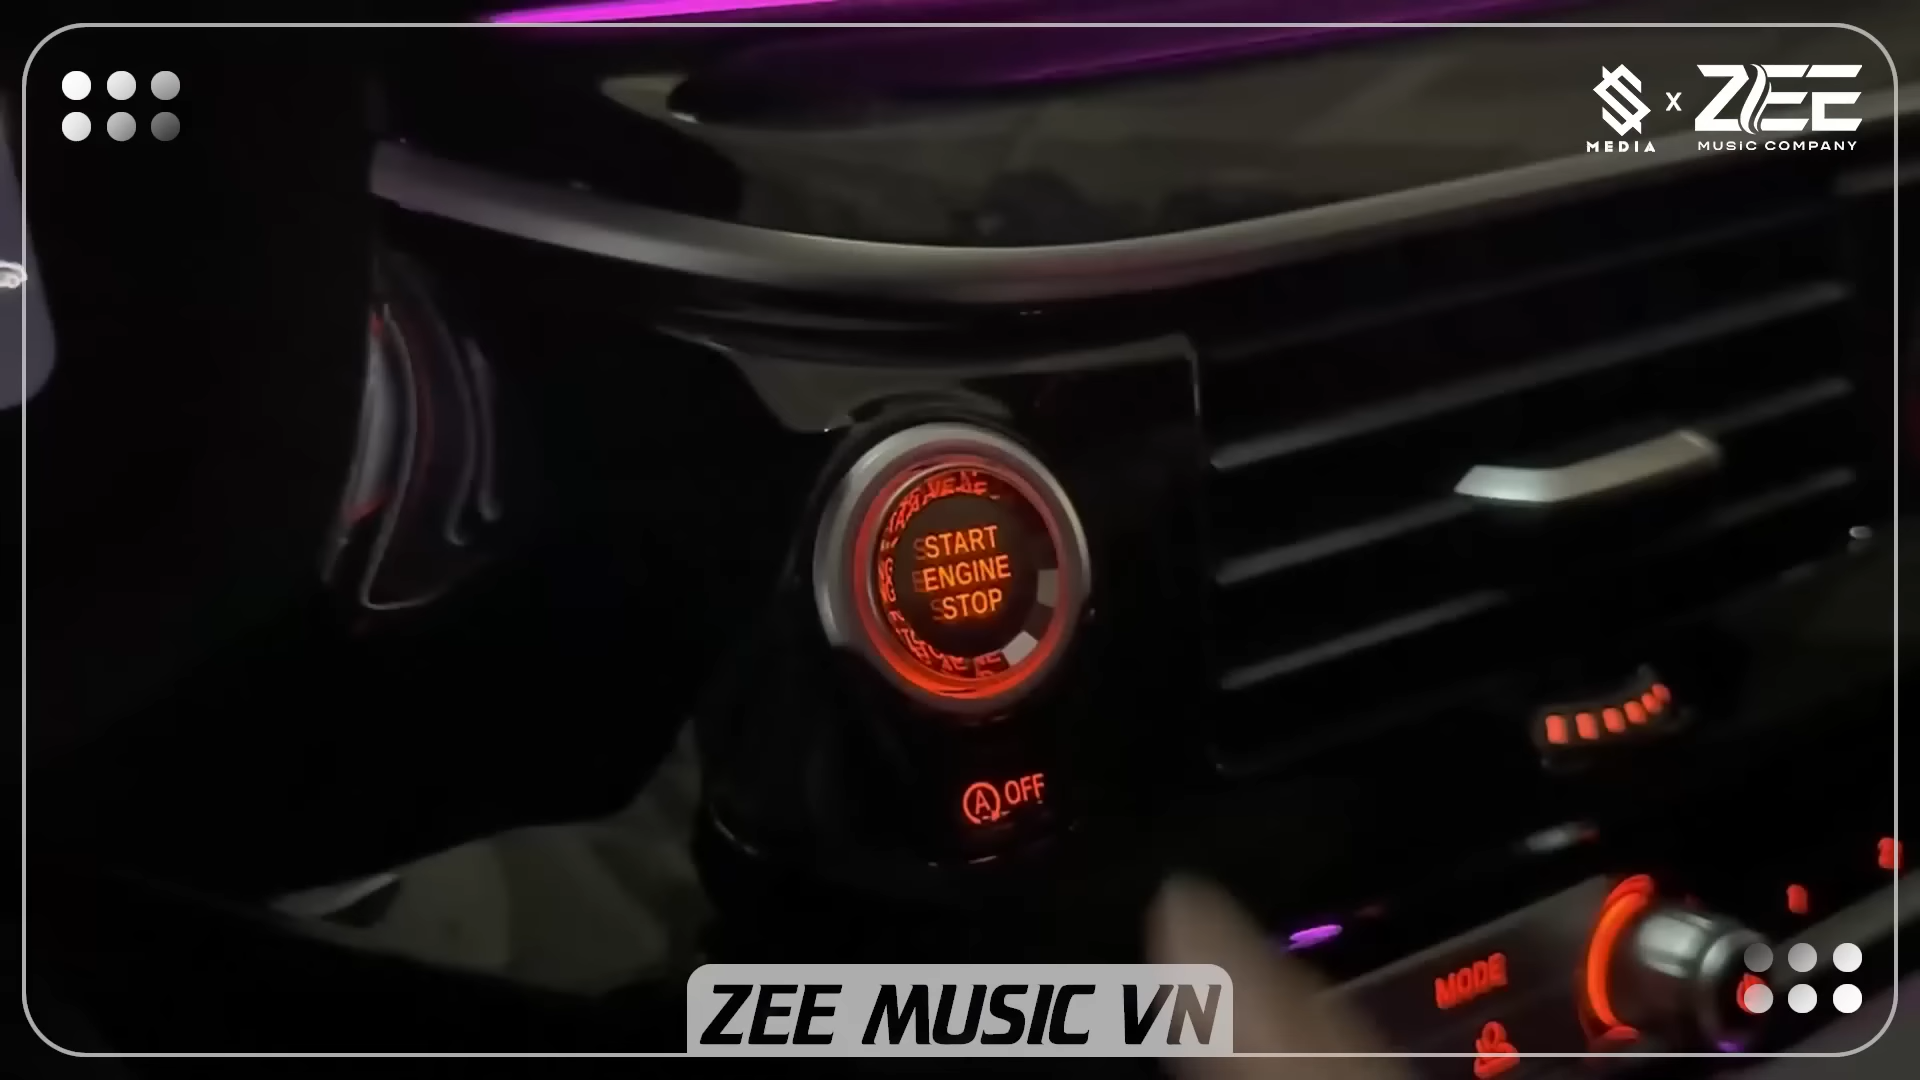 MEDIA
X
ZEE
MUSIC COMPANY
START
ENGINE
STOP
A OFF
MODE
ZEE MUSIC VN